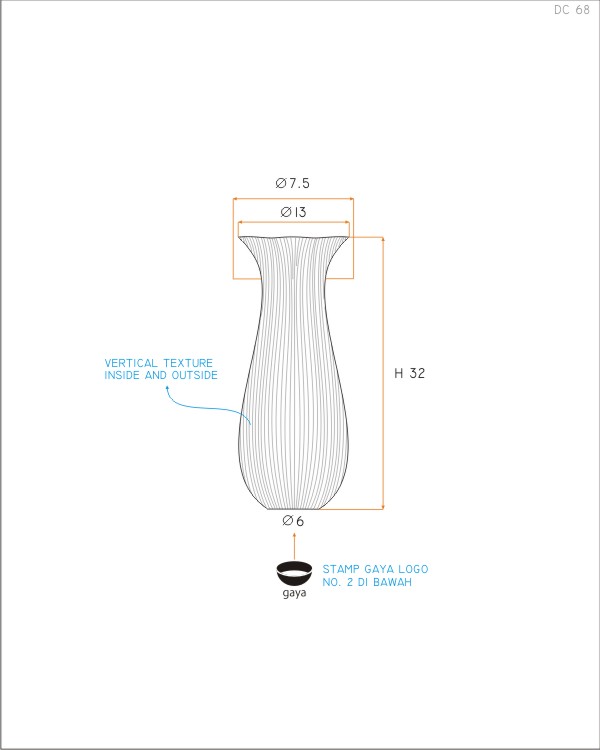 DC 68
Ø7.5
Ø13
VERTICAL TEXTURE
INSIDE AND OUTSIDE
H 32
Ø6
STAMP GAYA LOGO
NO. 2 DI BAWAH
gaya